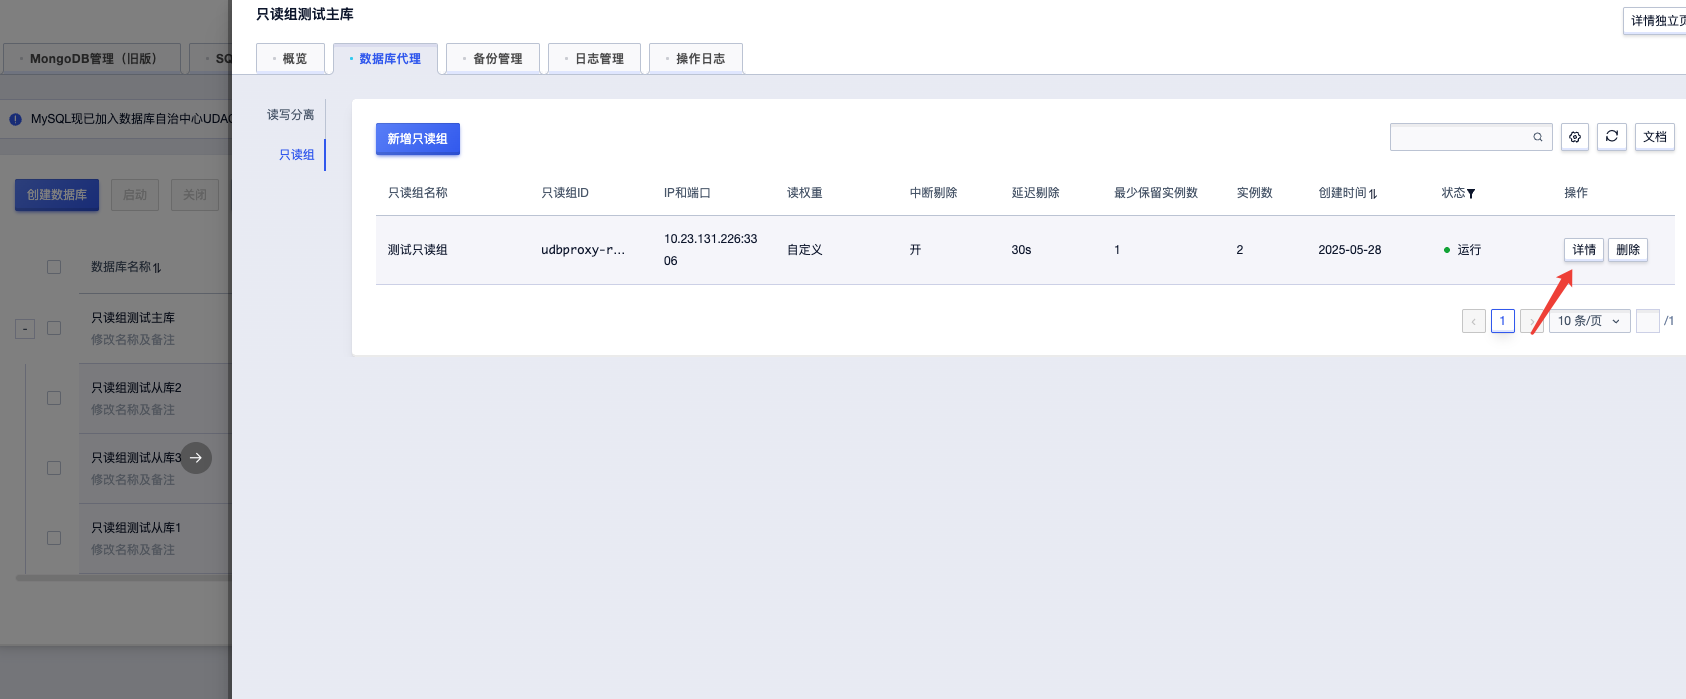 只读组测试主库
详情独立页
MongoDB管理（旧版）
SQ
概览
数据库代理
备份管理
日志管理
操作日志
MySQL现已加入数据库自治中心UDAC
读写分离
只读组
新增只读组
文档
创建数据库
启动
关闭
只读组名称
只读组ID
IP和端口
读权重
中断剔除
延迟剔除
最少保留实例数
实例数
创建时间
状态
操作
测试只读组
udbproxy-r...
10.23.131.226:33
06
自定义
开
30s
1
2
2025-05-28
运行
详情
删除
1
10 条/页
/1
数据库名称
-
只读组测试主库
修改名称及备注
只读组测试从库2
修改名称及备注
只读组测试从库3
修改名称及备注
只读组测试从库1
修改名称及备注